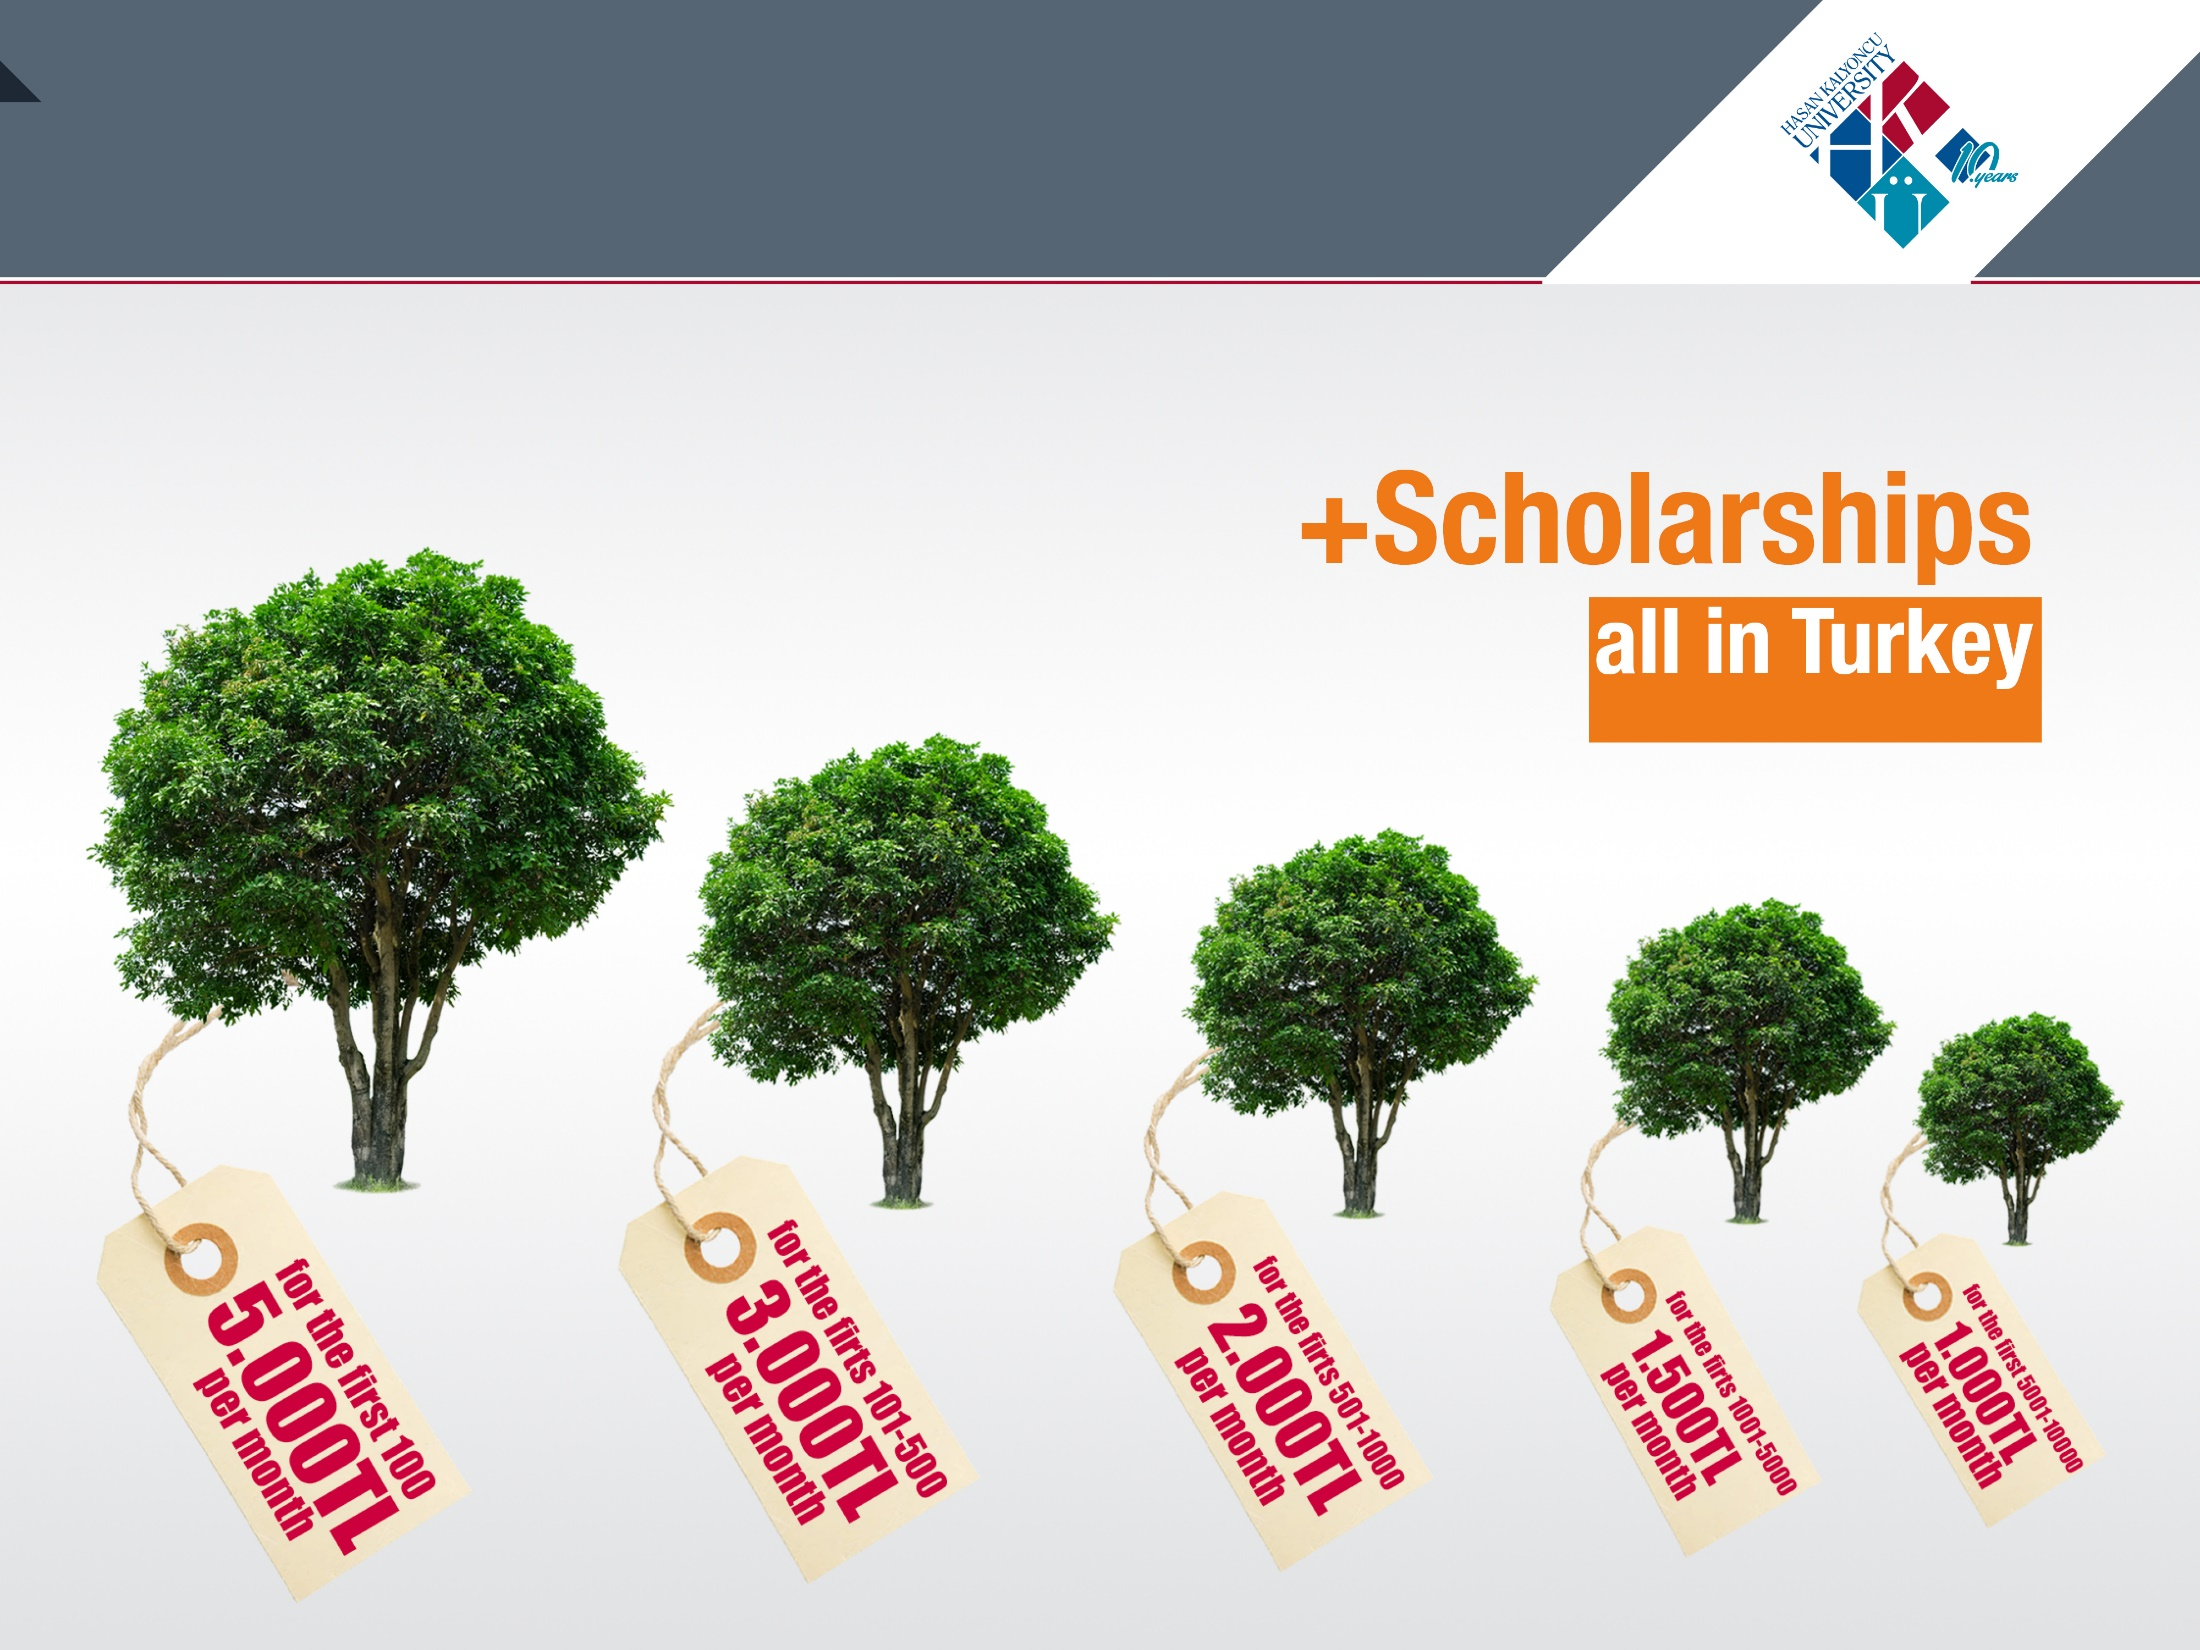 HASAN KALYONCU
UNIVERSITY
HKÜ
10.years
+Scholarships
all in Turkey
for the first 100
5.000TL
per month
for the firts 101-500
3.000TL
per month
for the firts 501-1000
2.000TL
per month
for the firts 1001-5000
1.500TL
per month
for the first 5001-10000
1.000TL
per month